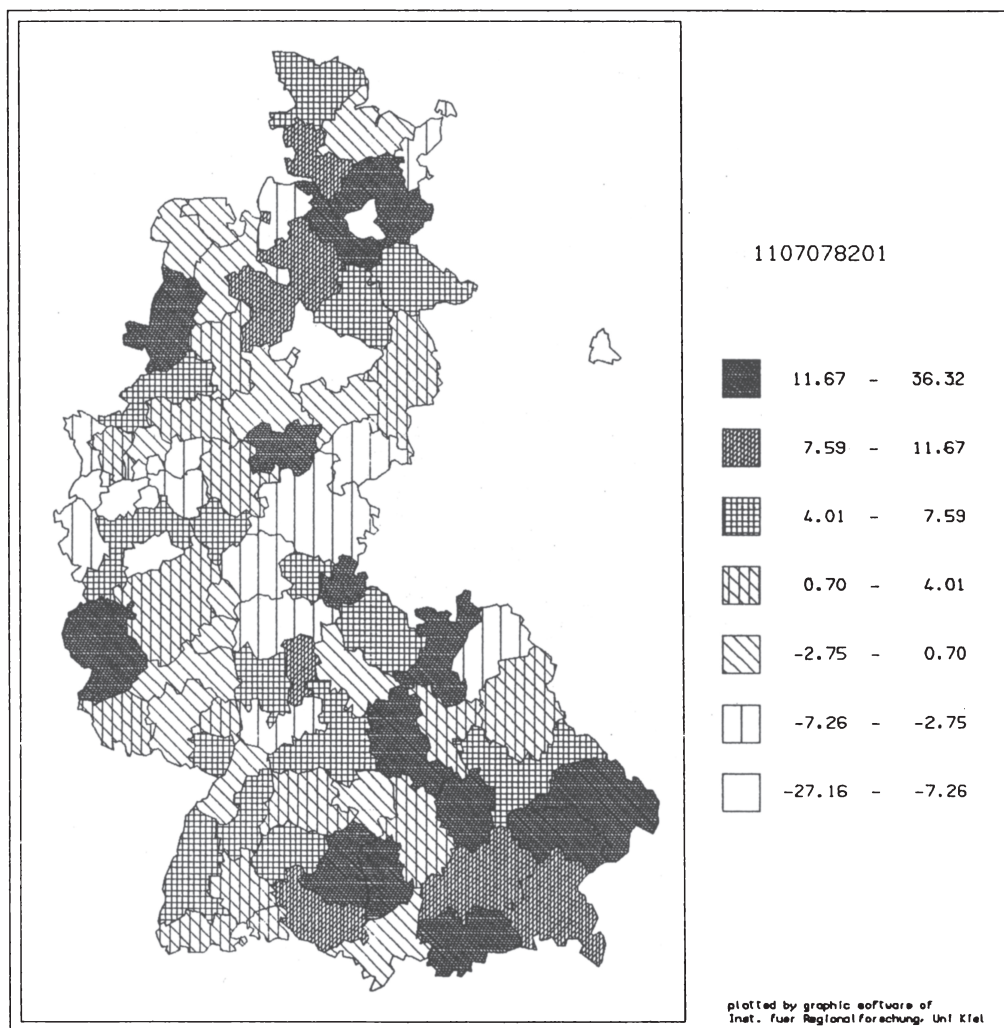 1107078201
11.67 - 36.32
7.59 - 11.67
4.01 - 7.59
0.70 - 4.01
-2.75 - 0.70
-7.26 - -2.75
-27.16 - -7.26
plotted by graphic software of
Inst. fuer Regionalforschung, Uni Kiel